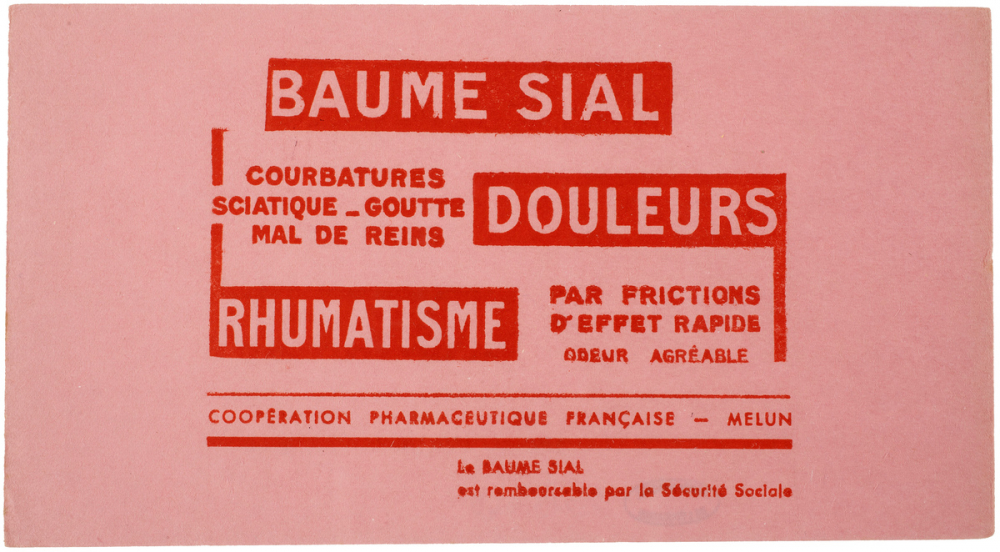 BAUME SIAL
COURBATURES
SCIATIQUE - GOUTTE
MAL DE REINS
DOULEURS
RHUMATISME
PAR FRICTIONS
D'EFFET RAPIDE
ODEUR AGRÉABLE
COOPÉRATION PHARMACEUTIQUE FRANÇAISE - MELUN
Le BAUME SIAL
est remboursable par la Sécurité Sociale